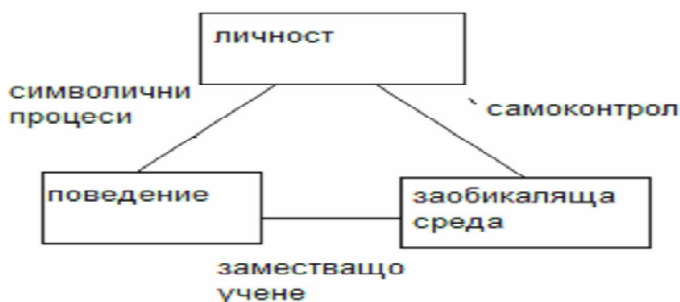 личност
символични
процеси
самоконтрол
поведение
заобикаляща
среда
заместващо
учене